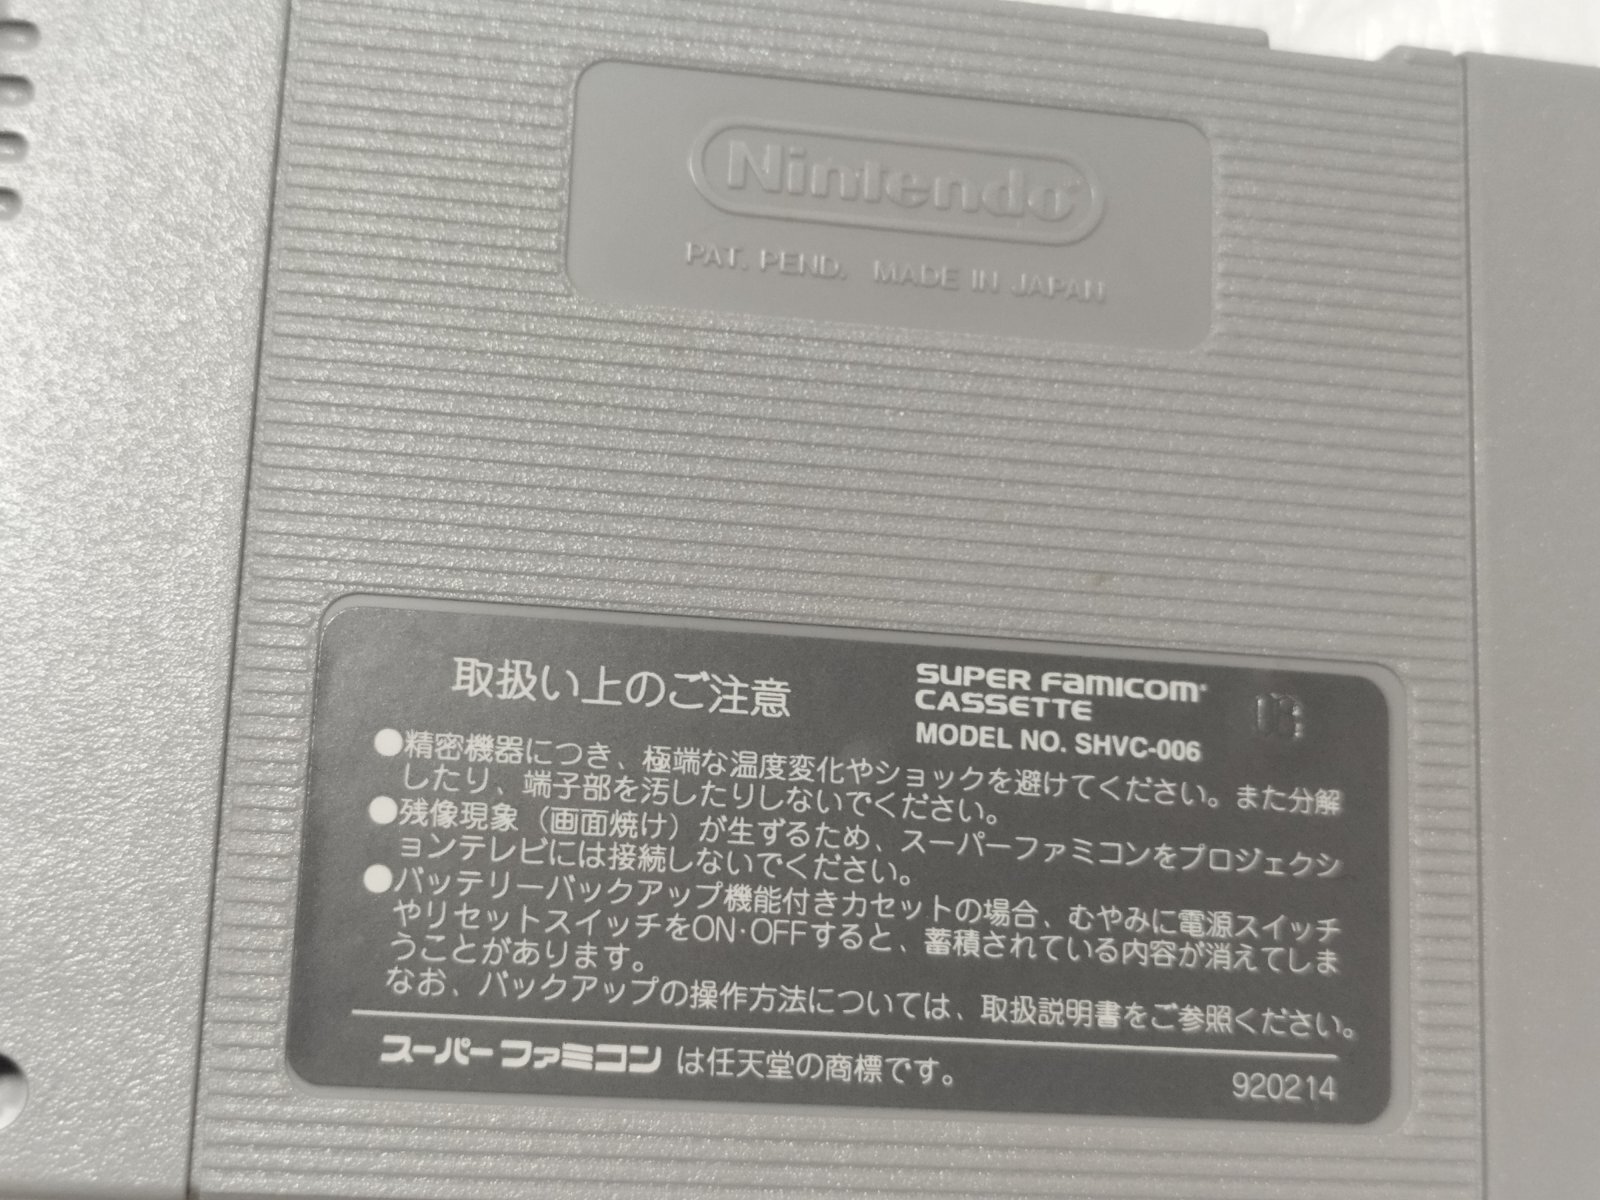 Nintendo
PAT. PEND. MADE IN JAPAN
取扱い上のご注意
SUPER FAMICOM
CASSETTE
MODEL NO. SHVC-006
●精密機器につき、極端な温度変化やショックを避けてください。また分解
したり、端子部を汚したりしないでください。
●残像現象（画面焼け）が生ずるため、スーパーファミコンをプロジェクシ
ョンテレビには接続しないでください。
●バッテリーバックアップ機能付きカセットの場合、むやみに電源スイッチ
やリセットスイッチをON・OFFすると、蓄積されている内容が消えてしま
うことがあります。
なお、バックアップの操作方法については、取扱説明書をご参照ください。
スーパーファミコン は任天堂の商標です。
920214